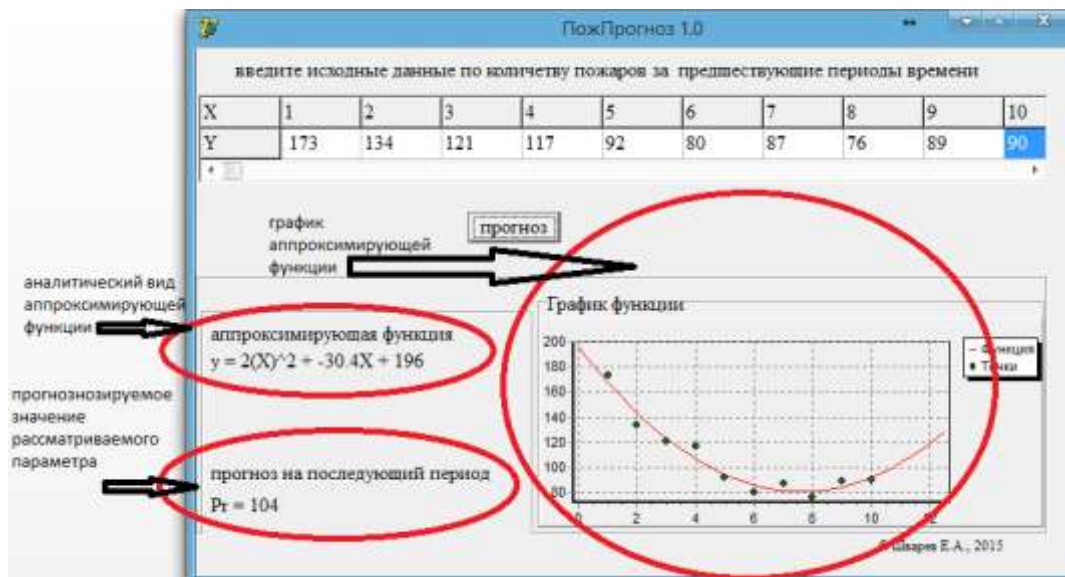 ПожПрогноз 1.0
введите исходные данные по количетву пожаров за предшествующие периоды времени
X 1 2 3 4 5 6 7 8 9 10
Y 173 134 121 117 92 80 87 76 89 90
график
аппроксимирующей
функции
прогноз
аналитический вид
аппроксимирующей
функции
аппроксимирующая функция
y = 2(X)^2 + -30.4X + 196
прогнознозируемое
значение
рассматриваемого
параметра
прогноз на последующий период
Pr = 104
График функции
200
180
160
140
120
100
80
0 2 4 6 8 10 12
Функция
Точки
Е.А., 2015